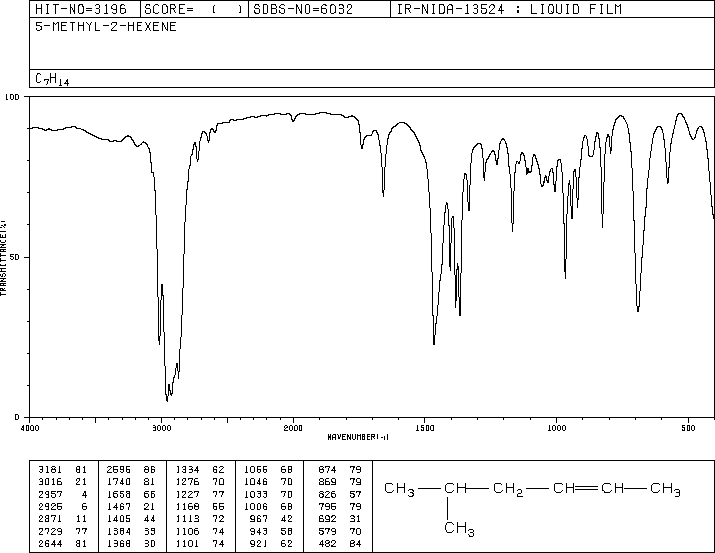 HIT-NO=3196 SCORE= ( ) SDBS-NO=6032 IR-NIDA-13524 : LIQUID FILM
5-METHYL-2-HEXENE
C7H14
100
50
0
TRANSMITTANCE(%)
4000 3000 2000 1500 1000 500
WAVENUMBER(-1)
3181 81 2596 86 1334 62 1066 68 874 79
3016 21 1740 81 1276 70 1046 70 869 79
2957 4 1658 66 1227 77 1033 70 826 57
2925 6 1467 21 1168 55 1006 68 795 79
2871 11 1405 44 1113 72 967 42 692 31
2729 77 1384 33 1106 74 943 58 579 70
2644 81 1368 30 1101 74 921 62 482 84
CH3 CH CH2 CH CH CH3
CH3